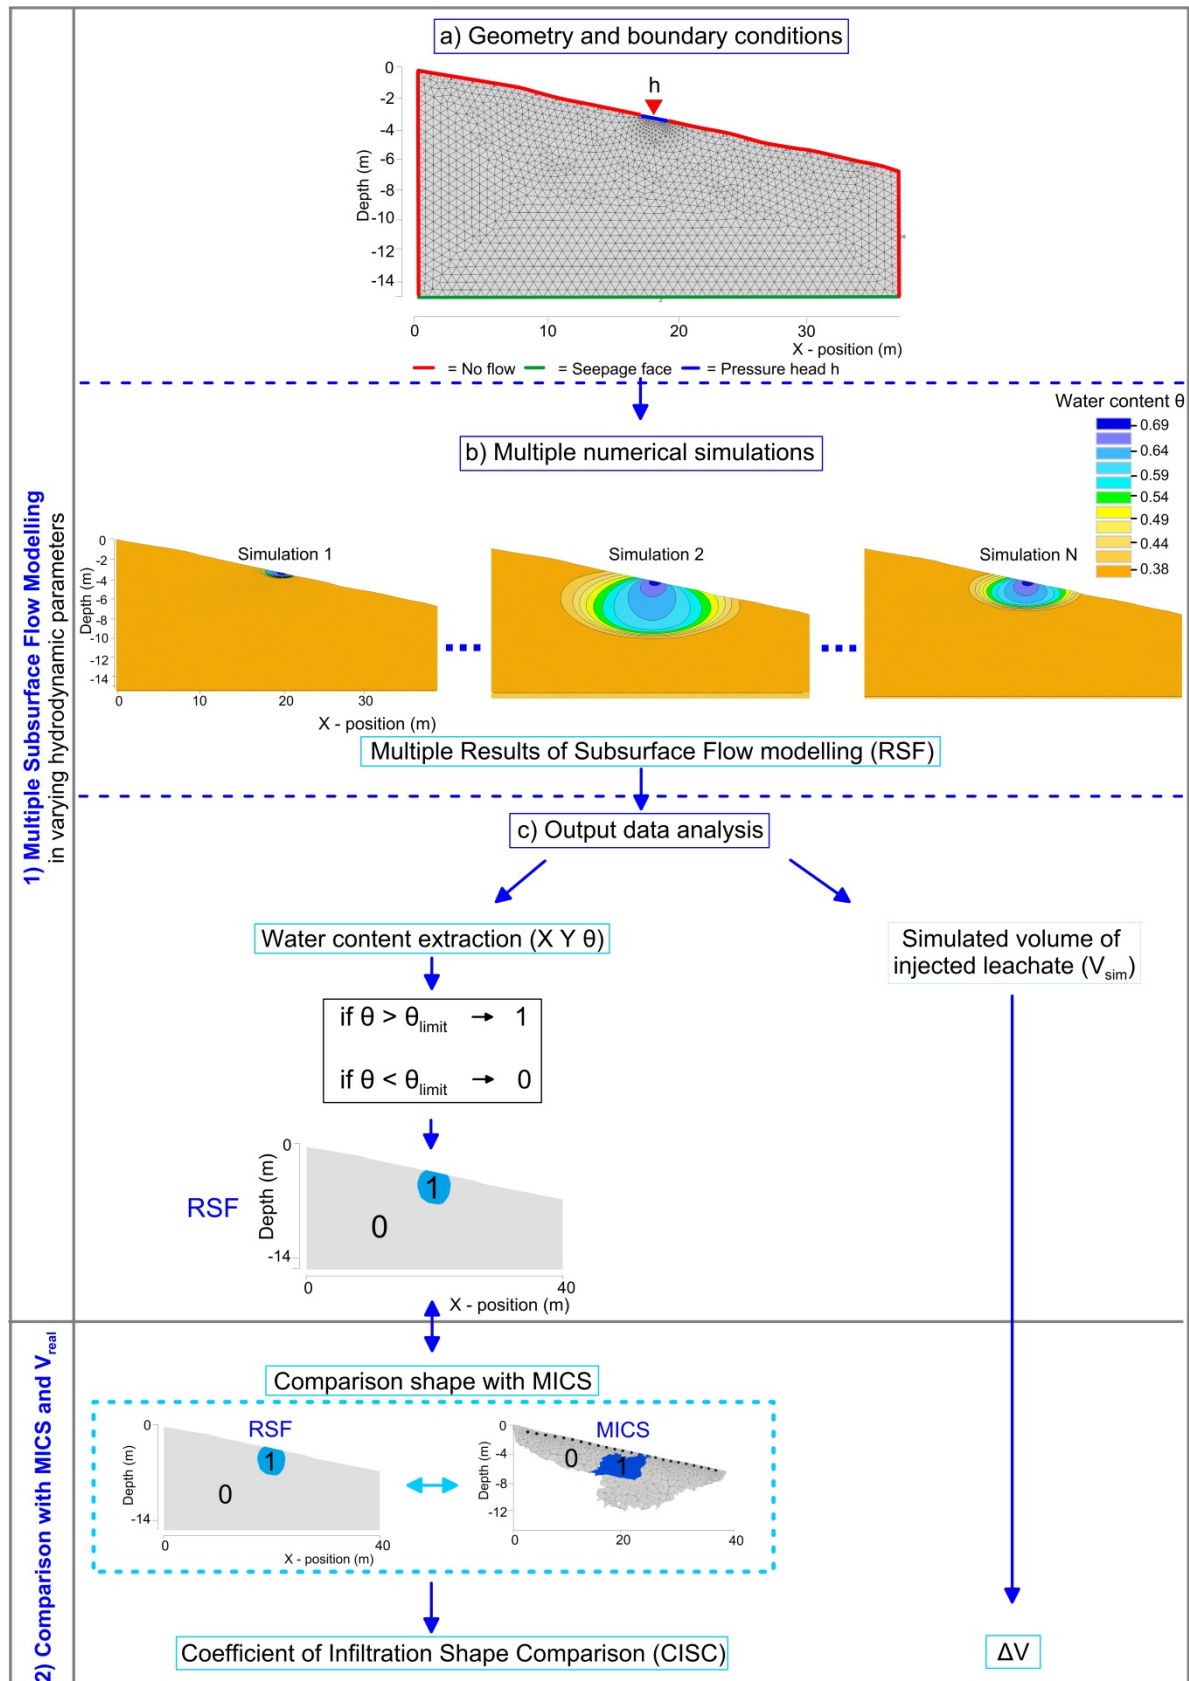 a) Geometry and boundary conditions
h
0
-2
-4
-6
-8
-10
-12
-14
Depth (m)
0 10 20 30
X - position (m)
= No flow = Seepage face = Pressure head h
Water content θ
0.69
0.64
0.59
0.54
0.49
0.44
0.38
b) Multiple numerical simulations
1) Multiple Subsurface Flow Modelling
in varying hydrodynamic parameters
Simulation 1
Simulation 2
Simulation N
0
-2
-4
-6
-8
-10
-12
-14
Depth (m)
0 10 20 30
X - position (m)
Multiple Results of Subsurface Flow modelling (RSF)
c) Output data analysis
Water content extraction (X Y θ)
Simulated volume of
injected leachate (Vsim)
if θ > θlimit → 1
if θ < θlimit → 0
RSF
0
-14
Depth (m)
1
0
0 40
X - position (m)
2) Comparison with MICS and Vreal
Comparison shape with MICS
RSF
0
-14
Depth (m)
1
0
0 40
X - position (m)
MICS
0
-4
-8
-12
Depth (m)
0
1
0 20 40
Coefficient of Infiltration Shape Comparison (CISC)
ΔV